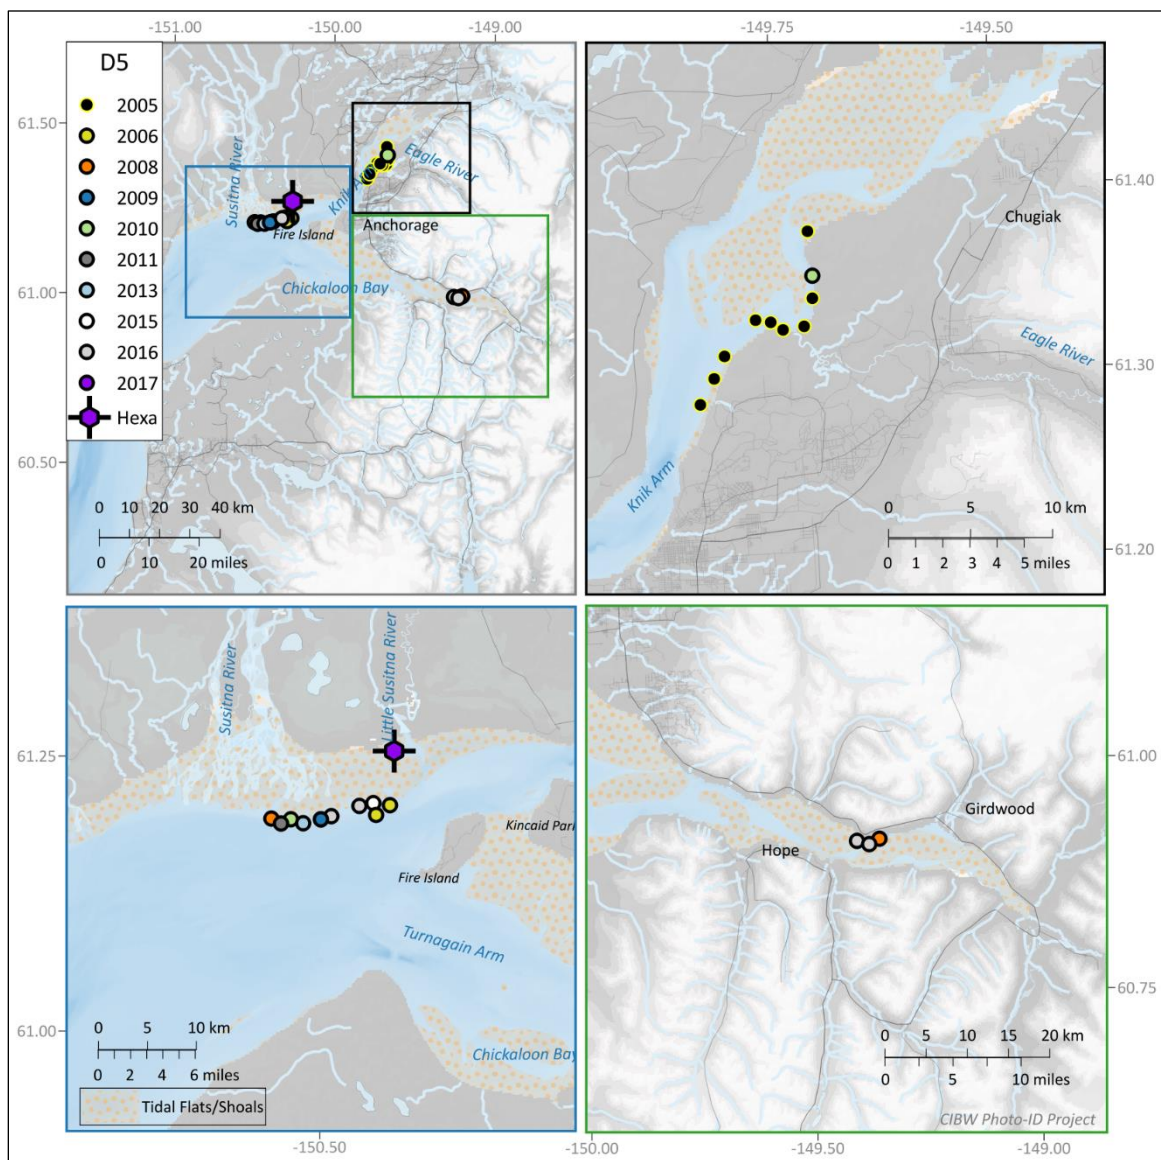 -151.00
-150.00
-149.00
-149.75
-149.50
D5
2005
2006
2008
2009
2010
2011
2013
2015
2016
2017
Hexa
61.50
61.00
60.50
Susitna River
Fire Island
Knik Arm
Eagle River
Anchorage
Chickaloon Bay
0 10 20 30 40 km
0 10 20 miles
61.40
61.30
61.20
Chugiak
Eagle River
Knik Arm
0 5 10 km
0 1 2 3 4 5 miles
Susitna River
Little Susitna River
61.25
61.00
Kincaid Park
Fire Island
Turnagain Arm
Chickaloon Bay
0 5 10 km
0 2 4 6 miles
Tidal Flats/Shoals
-150.50
61.00
60.75
Girdwood
Hope
0 5 10 15 20 km
0 5 10 miles
CIBW Photo-ID Project
-150.00
-149.50
-149.00